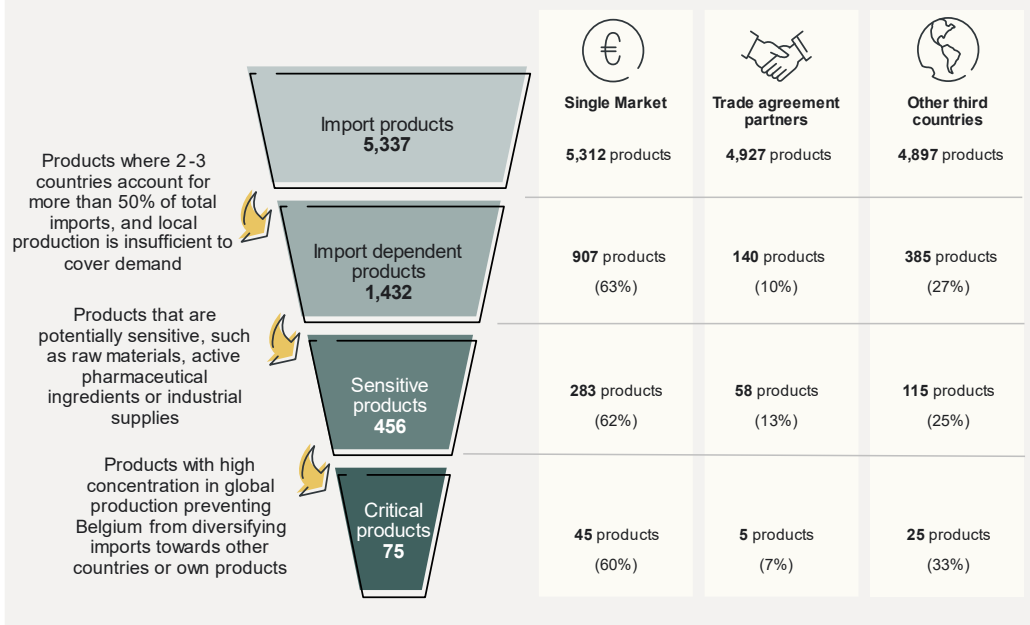 €
Single Market
Trade agreement
partners
Other third
countries
Import products
5,337
5,312 products
4,927 products
4,897 products
Products where 2-3
countries account for
more than 50% of total
imports, and local
production is insufficient to
cover demand
Import dependent
products
1,432
907 products
(63%)
140 products
(10%)
385 products
(27%)
Products that are
potentially sensitive, such
as raw materials, active
pharmaceutical
ingredients or industrial
supplies
Sensitive
products
456
283 products
(62%)
58 products
(13%)
115 products
(25%)
Products with high
concentration in global
production preventing
Belgium from diversifying
imports towards other
countries or own products
Critical
products
75
45 products
(60%)
5 products
(7%)
25 products
(33%)